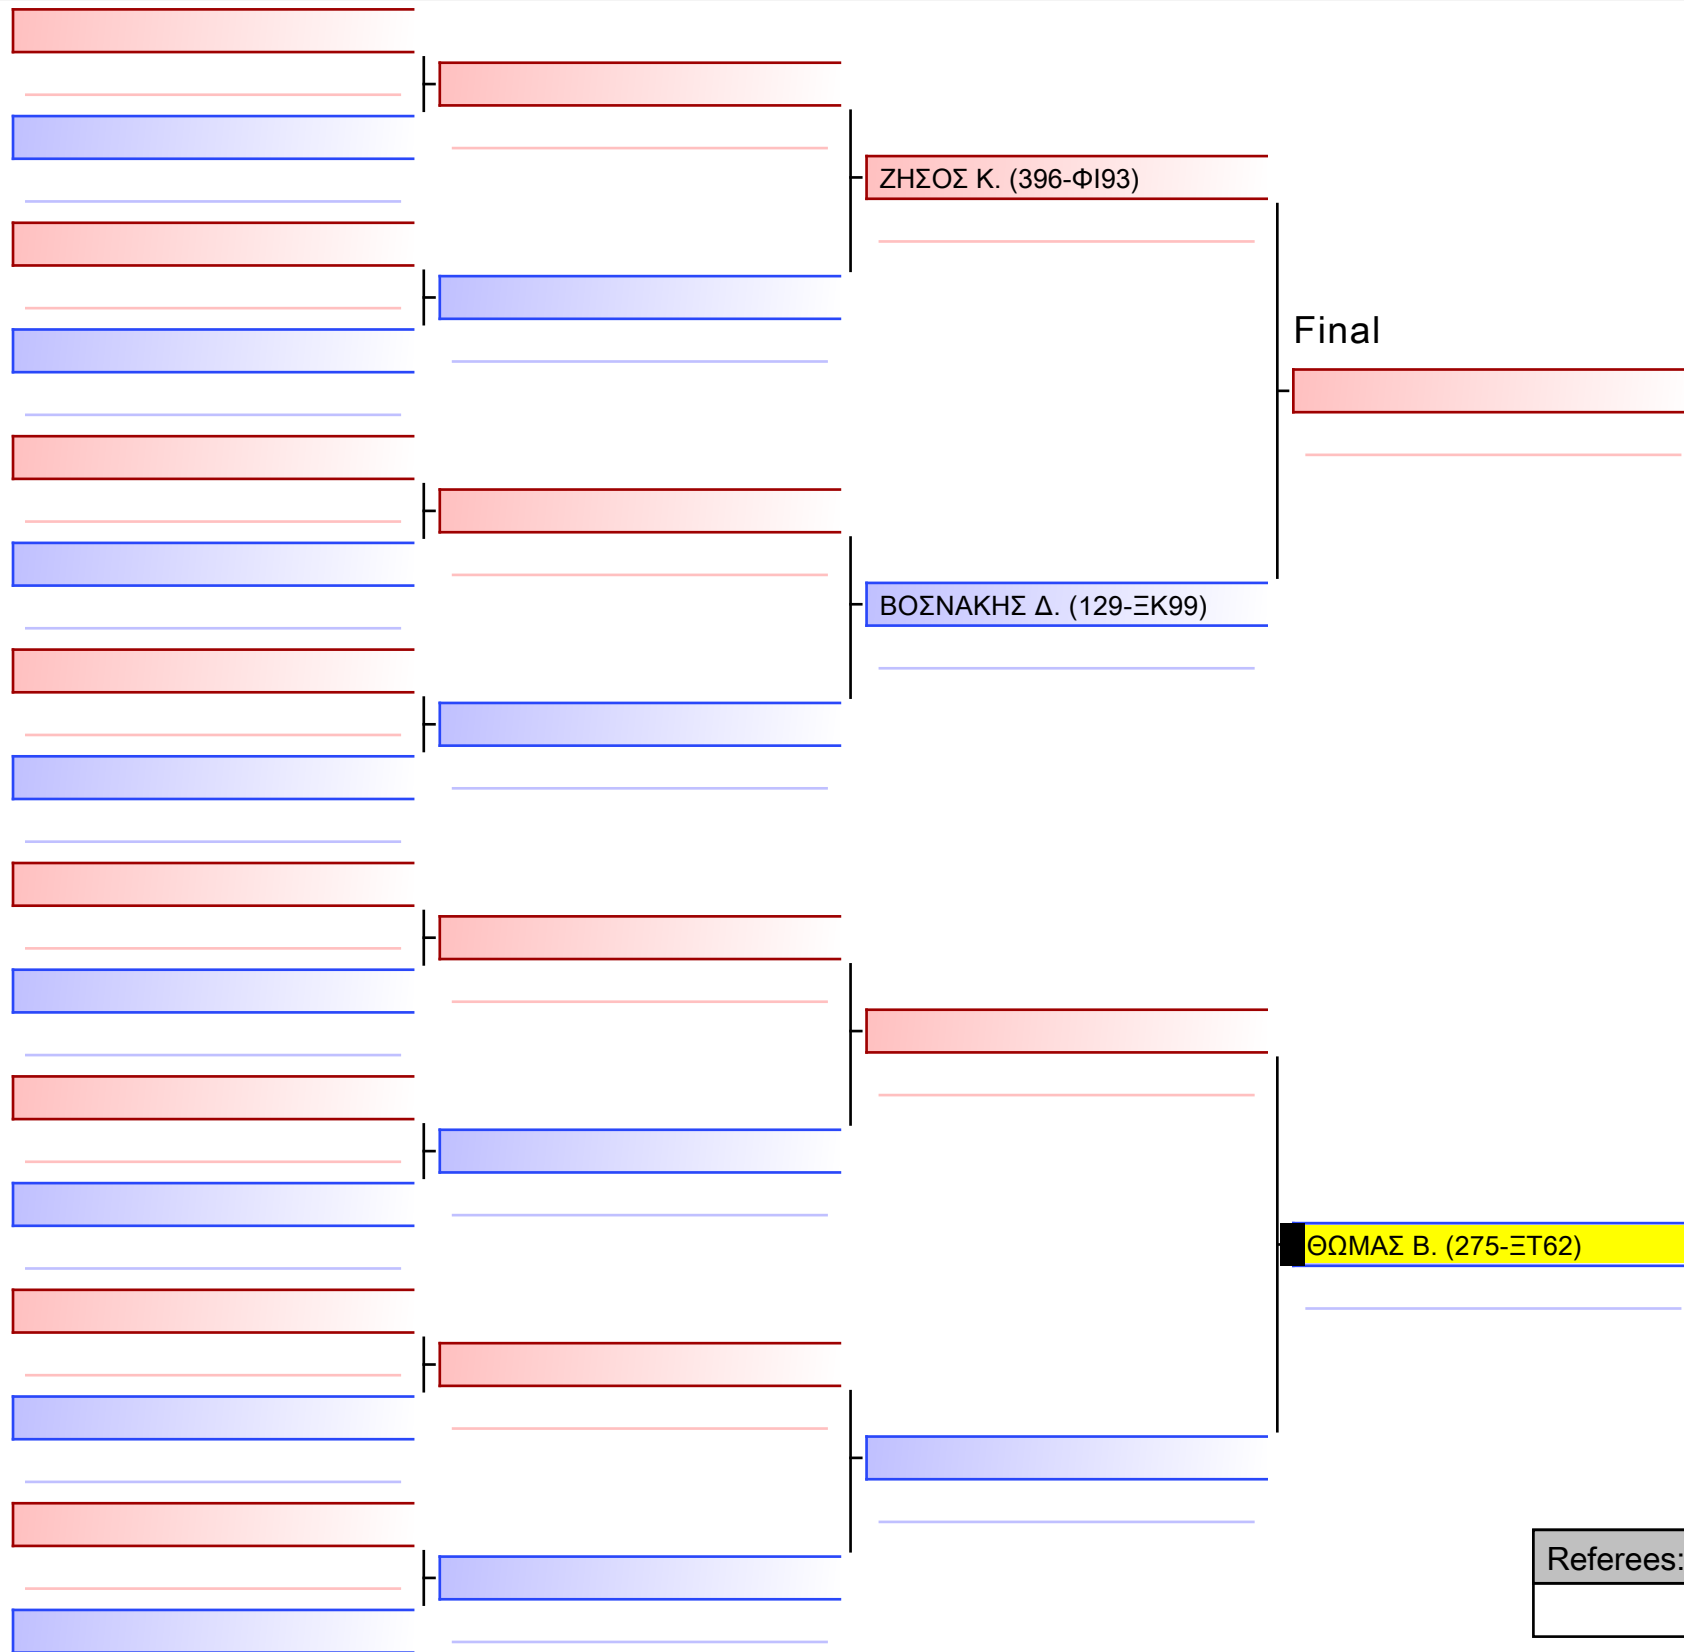 ΖΗΣΟΣ Κ. (396-ΦΙ93)
Final
ΒΟΣΝΑΚΗΣ Δ. (129-ΞΚ99)
ΘΩΜΑΣ Β. (275-ΞΤ62)
Referees: